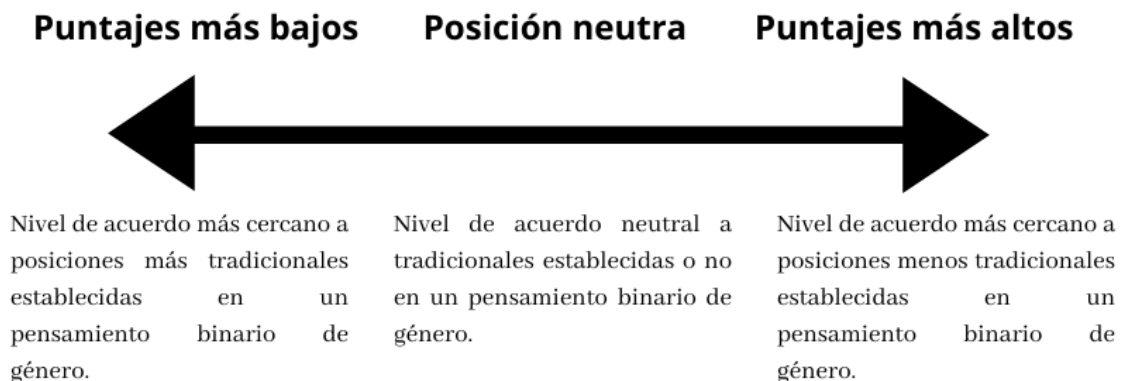 Puntajes más bajos
Posición neutra
Puntajes más altos
Nivel de acuerdo más cercano a
posiciones más tradicionales
establecidas en un
pensamiento binario de
género.
Nivel de acuerdo neutral a
tradicionales establecidas o no
en un pensamiento binario de
género.
Nivel de acuerdo más cercano a
posiciones menos tradicionales
establecidas en un
pensamiento binario de
género.